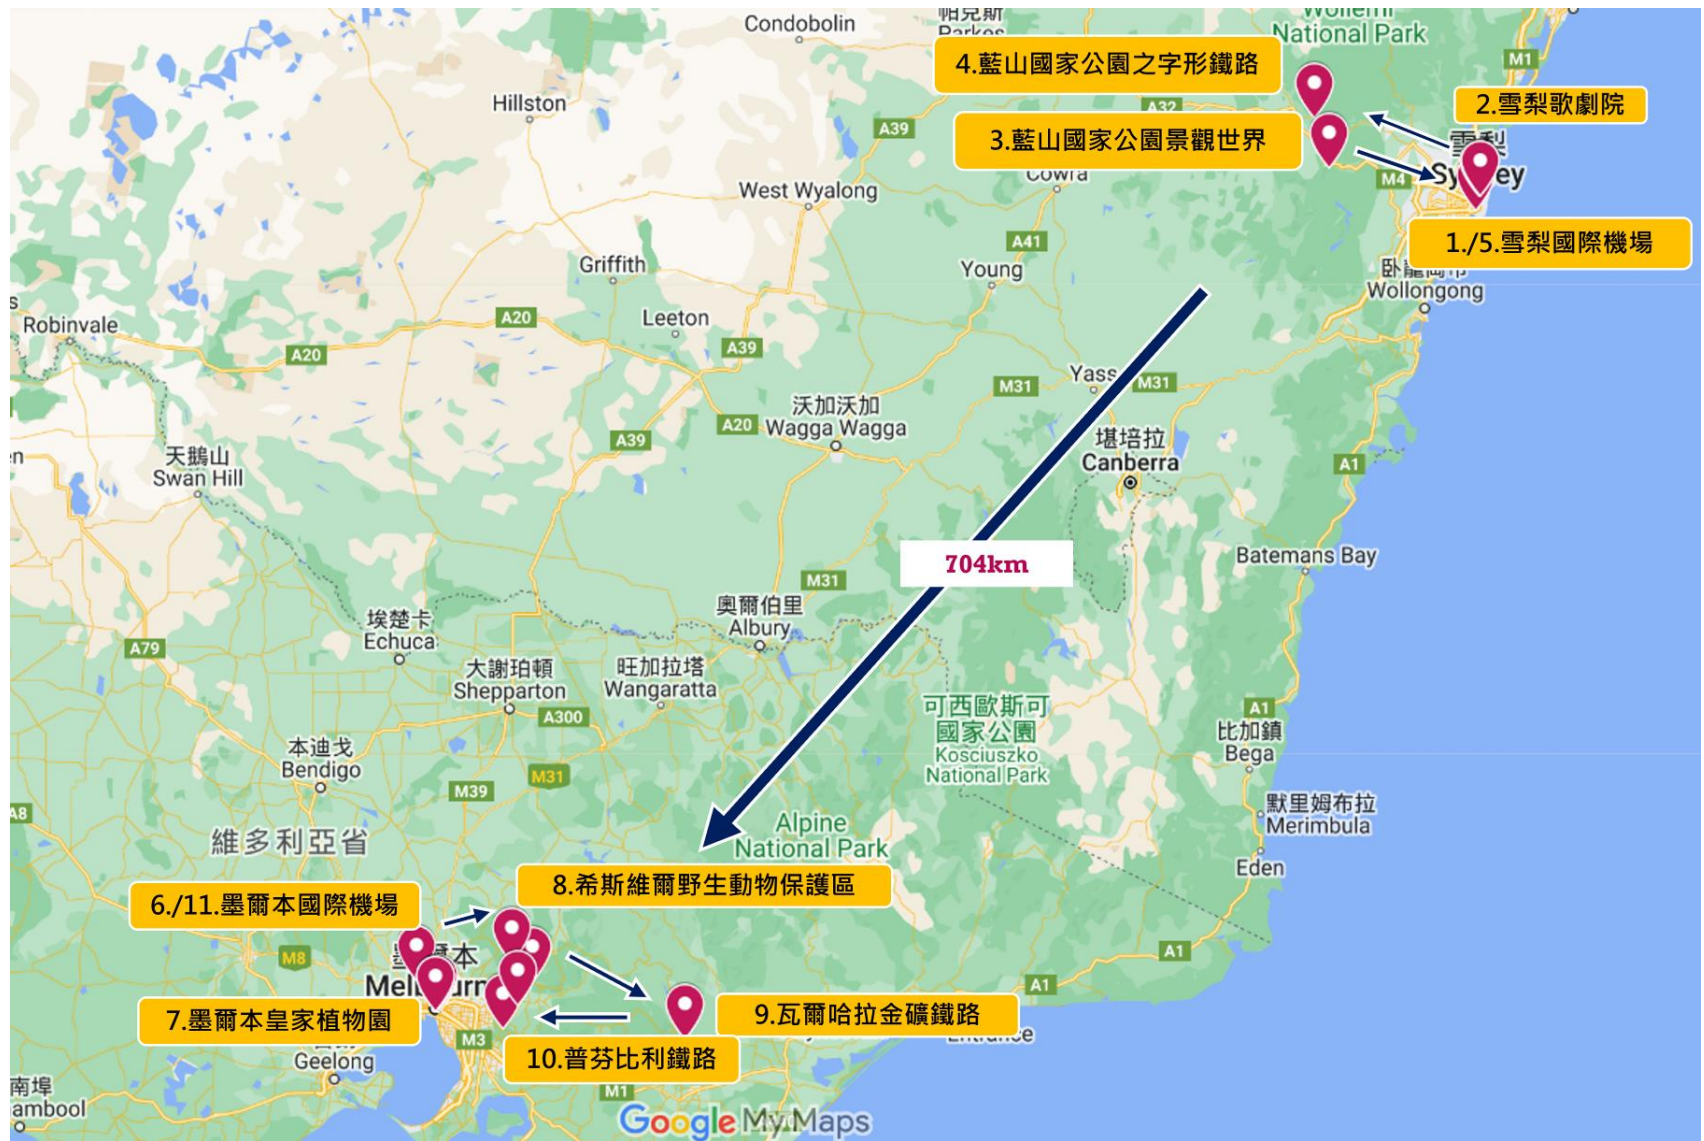 Condobolin
Wollemi
National Park
4.藍山國家公園之字形鐵路
M1
Hillston
A32
2.雪梨歌劇院
A39
3.藍山國家公園景觀世界
雪梨
Sydney
Cowra
M4
West Wyalong
1./5.雪梨國際機場
A41
Griffith
Young
Wollongong
Robinvale
A20
Leeton
A20
A39
Yass
M31
M31
沃加沃加
Wagga Wagga
A20
A39
堪培拉
Canberra
天鵝山
Swan Hill
A1
704km
Batemans Bay
M31
奧爾伯里
Albury
埃楚卡
Echuca
A79
大謝珀頓
Shepparton
旺加拉塔
Wangaratta
A300
可西歐斯可
國家公園
Kosciuszko
National Park
A1
比加鎮
Bega
本迪戈
Bendigo
M31
M39
A8
默里姆布拉
Merimbula
維多利亞省
Alpine
National Park
Eden
8.希斯維爾野生動物保護區
6./11.墨爾本國際機場
M8
A1
A1
Melbourne
7.墨爾本皇家植物園
9.瓦爾哈拉金礦鐵路
M3
10.普芬比利鐵路
Geelong
M1
Google My Maps